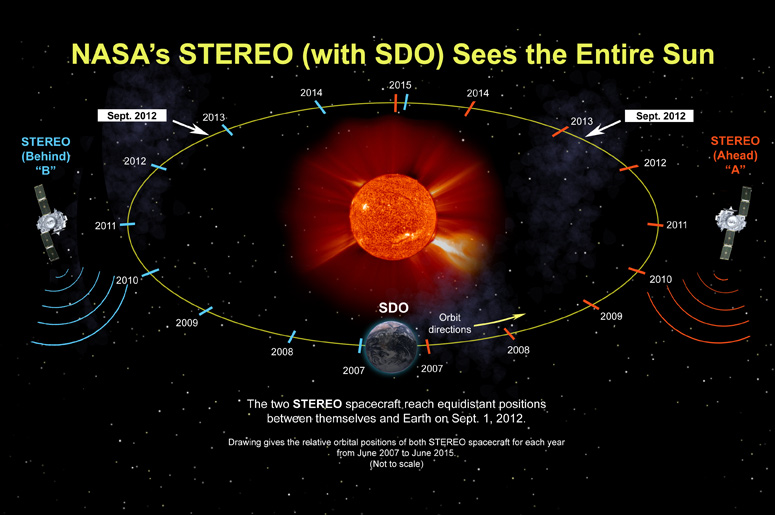 NASA's STEREO (with SDO) Sees the Entire Sun
2015
2014
2014
Sept. 2012
2013
2013
Sept. 2012
STEREO
(Behind)
"B"
STEREO
(Ahead)
"A"
2012
2012
2011
2011
2010
2010
2009
2009
SDO
Orbit
directions
2008
2008
2007
2007
The two STEREO spacecraft reach equidistant positions
between themselves and Earth on Sept. 1, 2012.
Drawing gives the relative orbital positions of both STEREO spacecraft for each year
from June 2007 to June 2015.
(Not to scale)